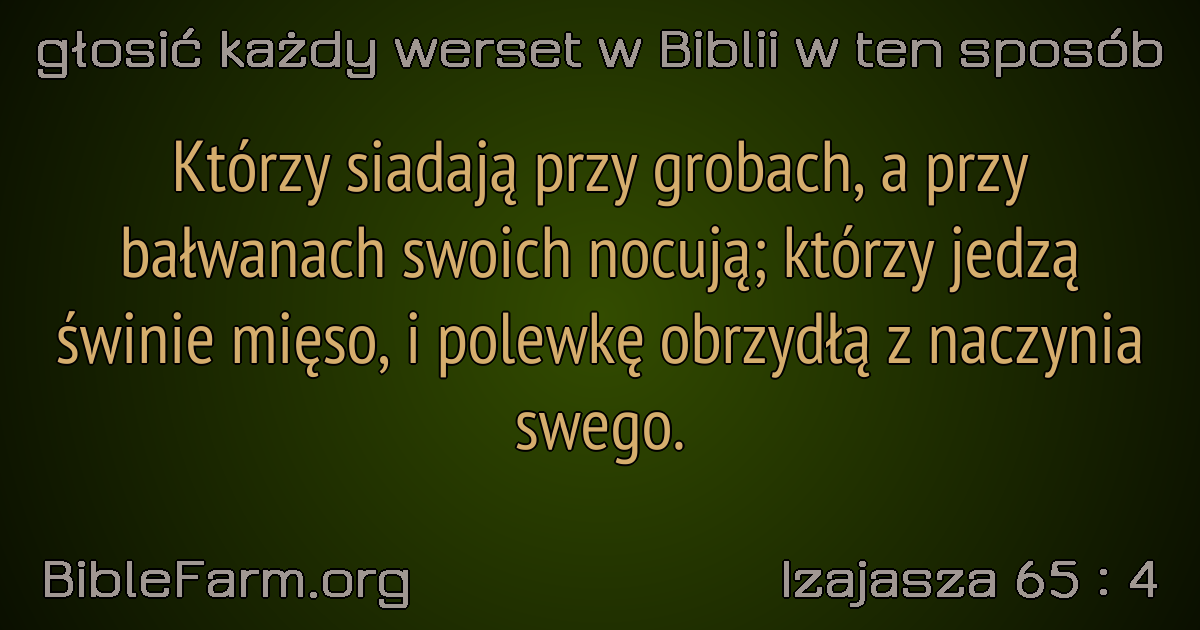 głosić każdy werset w Biblii w ten sposób
Którzy siadają przy grobach, a przy
bałwanach swoich nocują; którzy jedzą
świnie mięso, i polewkę obrzydłą z naczynia
swego.
BibleFarm.org
Izajasza 65 : 4